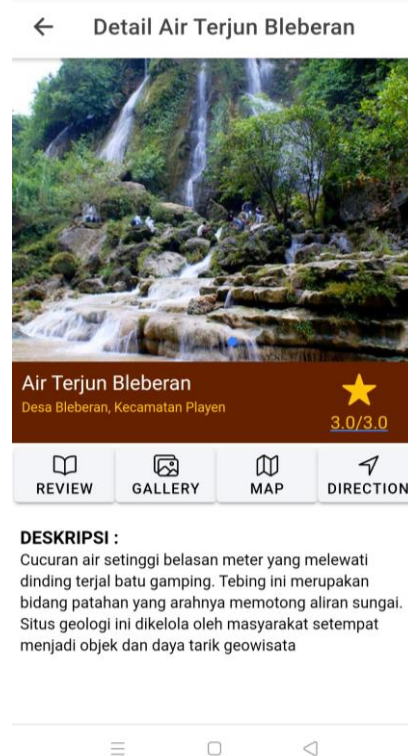 Detail Air Terjun Bleberan
Air Terjun Bleberan
Desa Bleberan, Kecamatan Playen
3.0/3.0
REVIEW
GALLERY
MAP
DIRECTION
DESKRIPSI :
Cucuran air setinggi belasan meter yang melewati
dinding terjal batu gamping. Tebing ini merupakan
bidang patahan yang arahnya memotong aliran sungai.
Situs geologi ini dikelola oleh masyarakat setempat
menjadi objek dan daya tarik geowisata